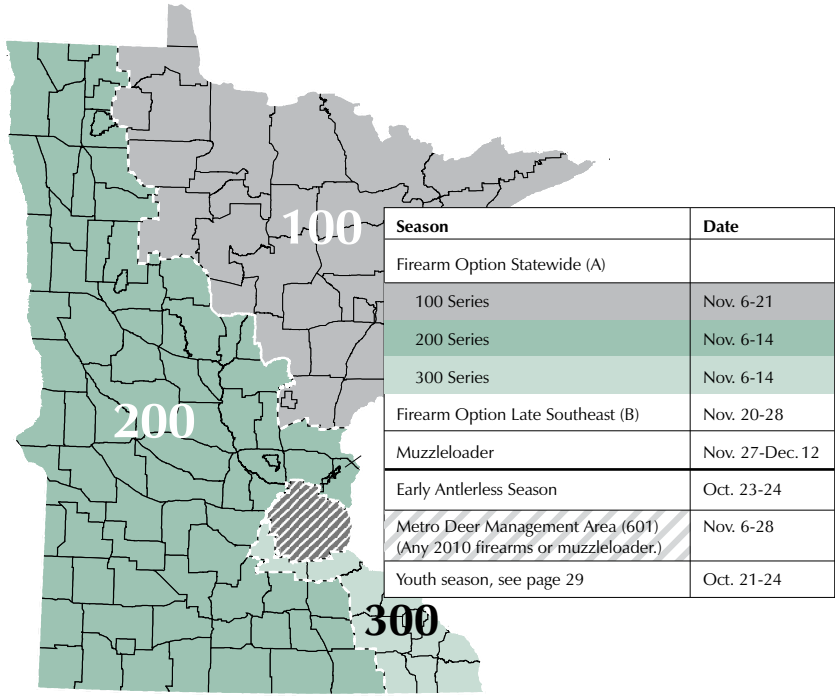 100
200
300
Season Date
Firearm Option Statewide (A)
100 Series Nov. 6-21
200 Series Nov. 6-14
300 Series Nov. 6-14
Firearm Option Late Southeast (B) Nov. 20-28
Muzzleloader Nov. 27-Dec. 12
Early Antlerless Season Oct. 23-24
Metro Deer Management Area (601) Nov. 6-28
(Any 2010 firearms or muzzleloader.)
Youth season, see page 29 Oct. 21-24